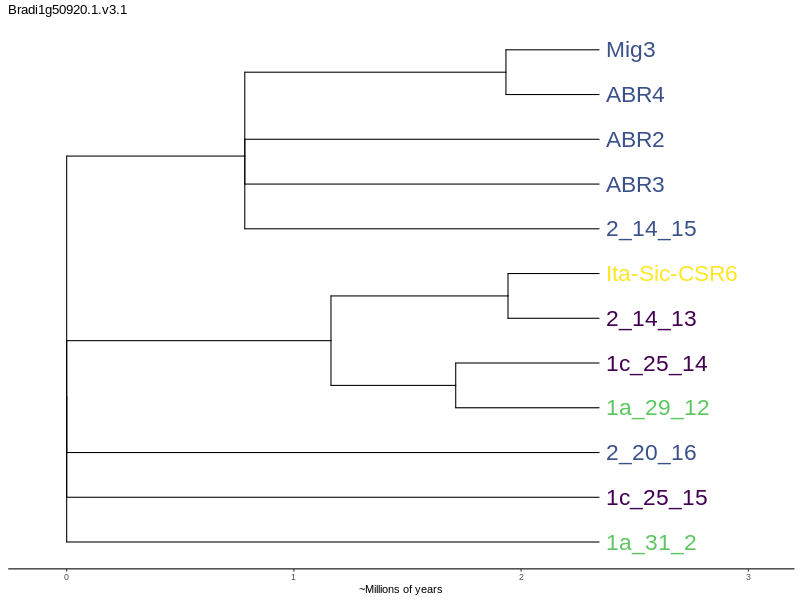 Bradi1g50920.1.v3.1
Mig3
ABR4
ABR2
ABR3
2_14_15
Ita-Sic-CSR6
2_14_13
1c_25_14
1a_29_12
2_20_16
1c_25_15
1a_31_2
0 1 2 3
~Millions of years